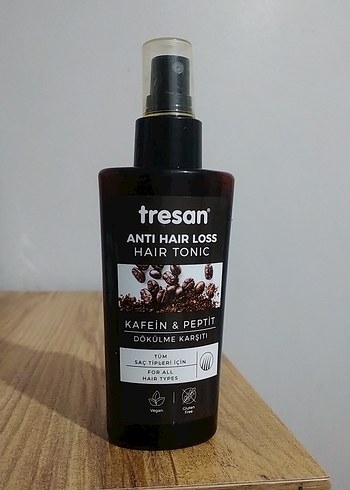 tresan®
ANTI HAIR LOSS
HAIR TONIC
KAFEİN & PEPTİT
DÖKÜLME KARŞITI
TÜM
SAÇ TİPLERİ İÇİN
FOR ALL
HAIR TYPES
Vegan
Gluten
Free